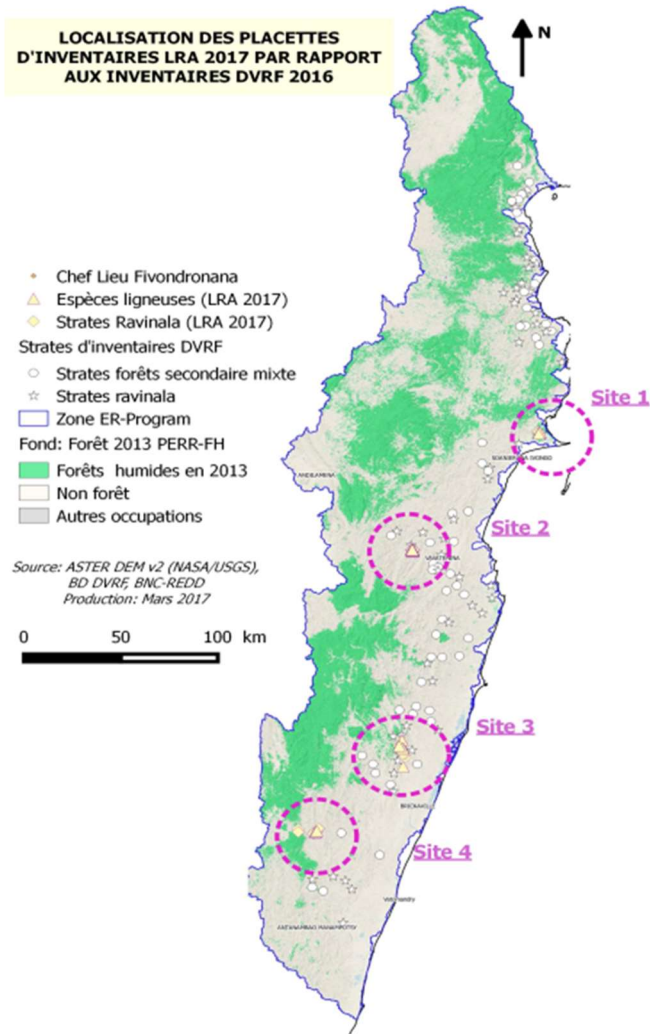 LOCALISATION DES PLACETTES
D'INVENTAIRES LRA 2017 PAR RAPPORT
AUX INVENTAIRES DVRF 2016
N
Chef Lieu Fivondronana
Espèces ligneuses (LRA 2017)
Strates Ravinala (LRA 2017)
Strates d'inventaires DVRF
Strates forêts secondaire mixte
Strates ravinala
Zone ER-Program
Fond: Forêt 2013 PERR-FH
Forêts humides en 2013
Non forêt
Autres occupations
Source: ASTER DEM v2 (NASA/USGS),
BD DVRF, BNC-REDD
Production: Mars 2017
0 50 100 km
Site 1
ANDILAMENA
Site 2
Site 3
Site 4